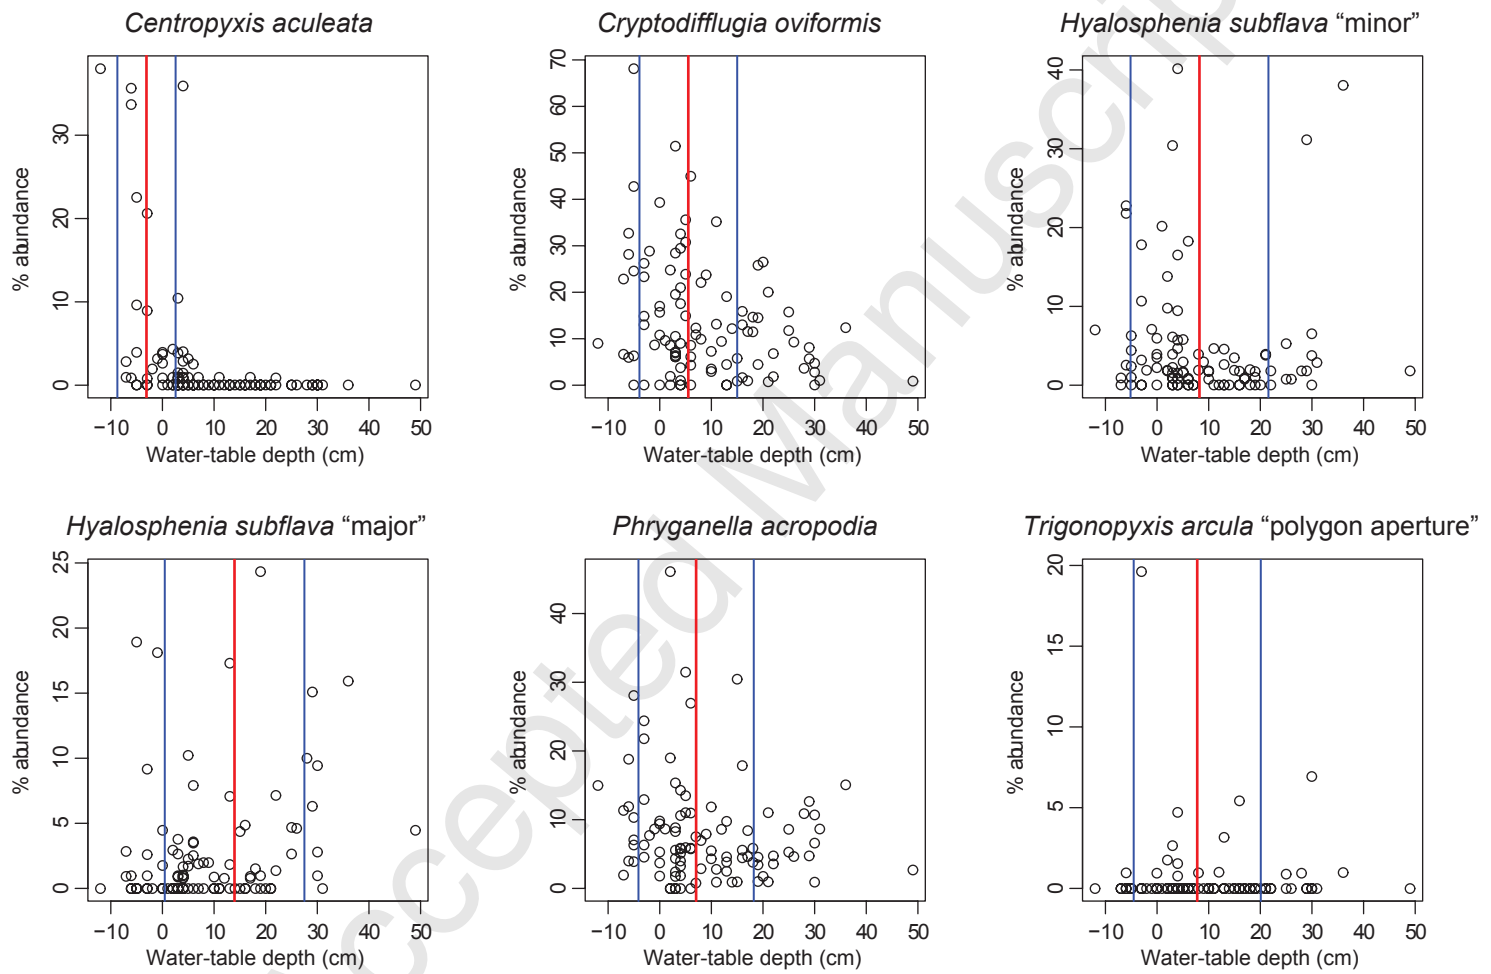 Centropyxis aculeata
Cryptodifflugia oviformis
Hyalosphenia subflava “minor”
% abundance
0 10 20 30
−10 0 10 20 30 40 50
Water-table depth (cm)
% abundance
0 10 20 30 40 50 60 70
−10 0 10 20 30 40 50
Water-table depth (cm)
% abundance
0 10 20 30 40
−10 0 10 20 30 40 50
Water-table depth (cm)
Hyalosphenia subflava “major”
Phryganella acropodia
Trigonopyxis arcula “polygon aperture”
% abundance
0 5 10 15 20 25
−10 0 10 20 30 40 50
Water-table depth (cm)
% abundance
0 10 20 30 40
−10 0 10 20 30 40 50
Water-table depth (cm)
% abundance
0 5 10 15 20
−10 0 10 20 30 40 50
Water-table depth (cm)
ccepted Manuscrip